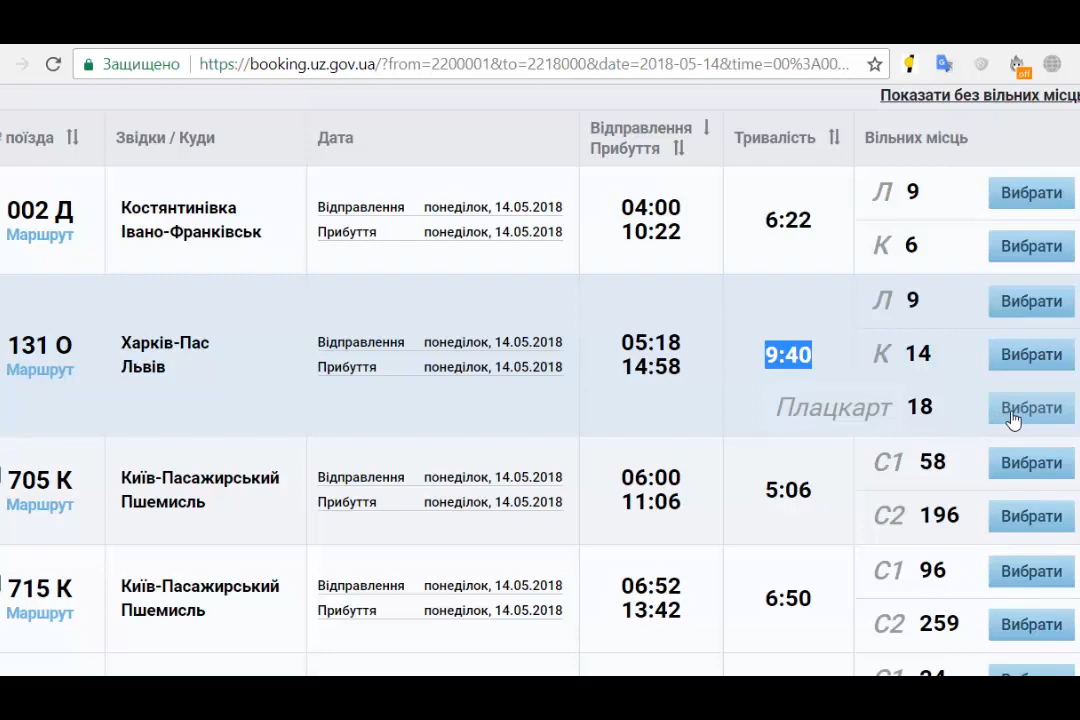 Защищено https://booking.uz.gov.ua/?from=2200001&to=2218000&date=2018-05-14&time=00%3A00...
off
Показати без вільних місць
поїзда Звідки / Куди Дата Відправлення Прибуття Тривалість Вільних місць
002 Д
Маршрут
Костянтинівка
Івано-Франківськ
Відправлення понеділок, 14.05.2018
Прибуття понеділок, 14.05.2018
04:00
10:22
6:22
Л 9 Вибрати
К 6 Вибрати
131 О
Маршрут
Харків-Пас
Львів
Відправлення понеділок, 14.05.2018
Прибуття понеділок, 14.05.2018
05:18
14:58
9:40
Л 9 Вибрати
К 14 Вибрати
Плацкарт 18 Вибрати
705 К
Маршрут
Київ-Пасажирський
Пшемисль
Відправлення понеділок, 14.05.2018
Прибуття понеділок, 14.05.2018
06:00
11:06
5:06
С1 58 Вибрати
С2 196 Вибрати
715 К
Маршрут
Київ-Пасажирський
Пшемисль
Відправлення понеділок, 14.05.2018
Прибуття понеділок, 14.05.2018
06:52
13:42
6:50
С1 96 Вибрати
С2 259 Вибрати